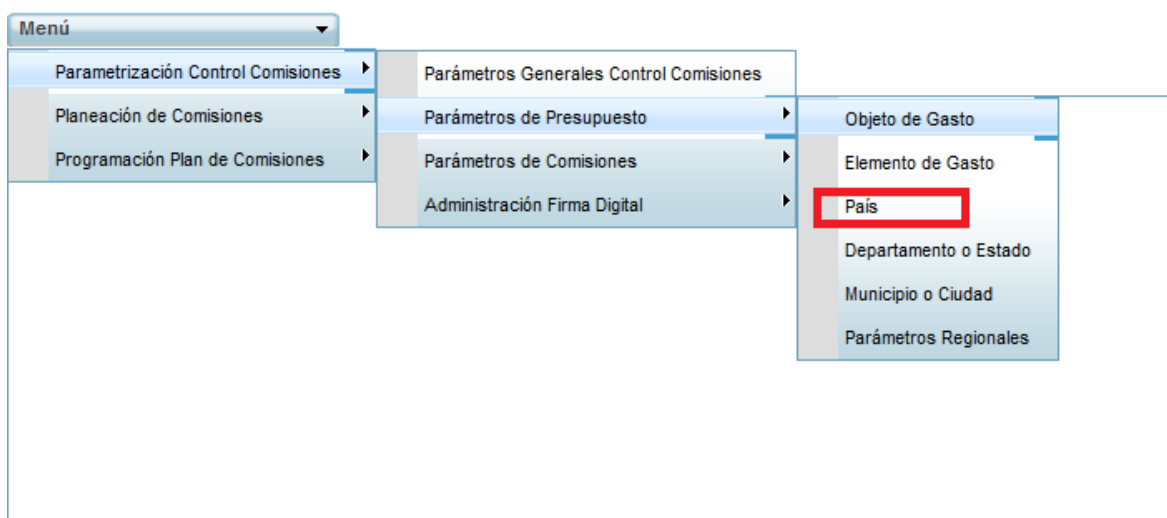 Menú
Parametrización Control Comisiones
Planeación de Comisiones
Programación Plan de Comisiones
Parámetros Generales Control Comisiones
Parámetros de Presupuesto
Parámetros de Comisiones
Administración Firma Digital
Objeto de Gasto
Elemento de Gasto
País
Departamento o Estado
Municipio o Ciudad
Parámetros Regionales